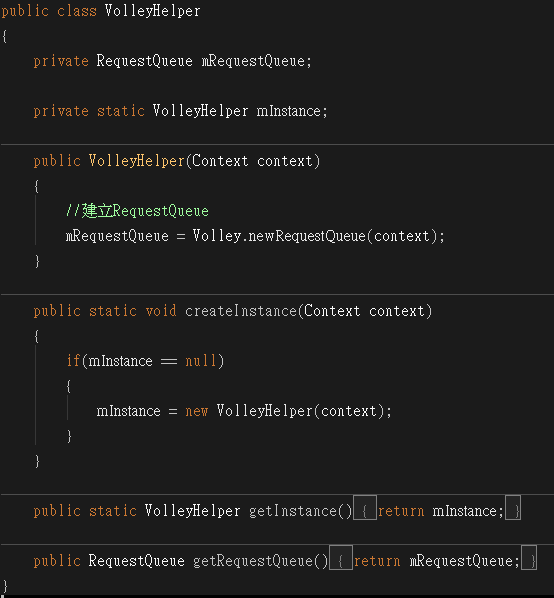 public class VolleyHelper
{
private RequestQueue mRequestQueue;
private static VolleyHelper mInstance;
public VolleyHelper(Context context)
{
//建立RequestQueue
mRequestQueue = Volley.newRequestQueue(context);
}
public static void createInstance(Context context)
{
if(mInstance == null)
{
mInstance = new VolleyHelper(context);
}
}
public static VolleyHelper getInstance() { return mInstance; }
public RequestQueue getRequestQueue() { return mRequestQueue; }
}